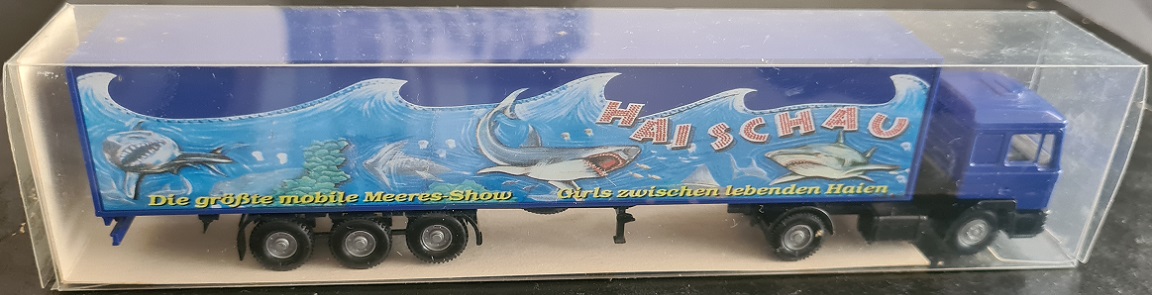 HAI SCHAU
Die größte mobile Meeres-Show
Girls zwischen lebenden Haien